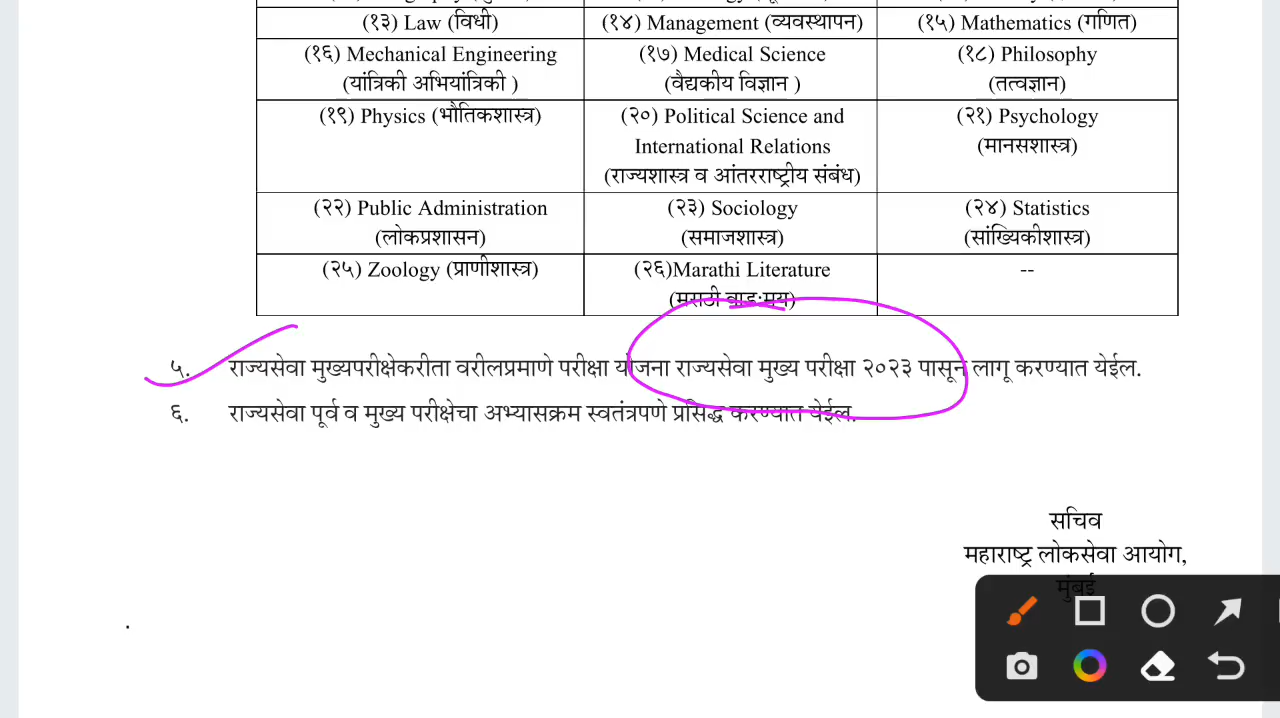 (१३) Law (विधी)
(१४) Management (व्यवस्थापन)
(१५) Mathematics (गणित)
(१६) Mechanical Engineering
(यांत्रिकी अभियांत्रिकी )
(१७) Medical Science
(वैद्यकीय विज्ञान )
(१८) Philosophy
(तत्वज्ञान)
(१९) Physics (भौतिकशास्त्र)
(२०) Political Science and
International Relations
(राज्यशास्त्र व आंतरराष्ट्रीय संबंध)
(२१) Psychology
(मानसशास्त्र)
(२२) Public Administration
(लोकप्रशासन)
(२३) Sociology
(समाजशास्त्र)
(२४) Statistics
(सांख्यिकीशास्त्र)
(२५) Zoology (प्राणीशास्त्र)
(२६)Marathi Literature
(मराठी वाङ:मय)
--
५. राज्यसेवा मुख्यपरीक्षेकरीता वरीलप्रमाणे परीक्षा योजना राज्यसेवा मुख्य परीक्षा २०२३ पासून लागू करण्यात येईल.
६. राज्यसेवा पूर्व व मुख्य परीक्षेचा अभ्यासक्रम स्वतंत्रपणे प्रसिद्ध करण्यात येईल.
सचिव
महाराष्ट्र लोकसेवा आयोग,
मुंबई